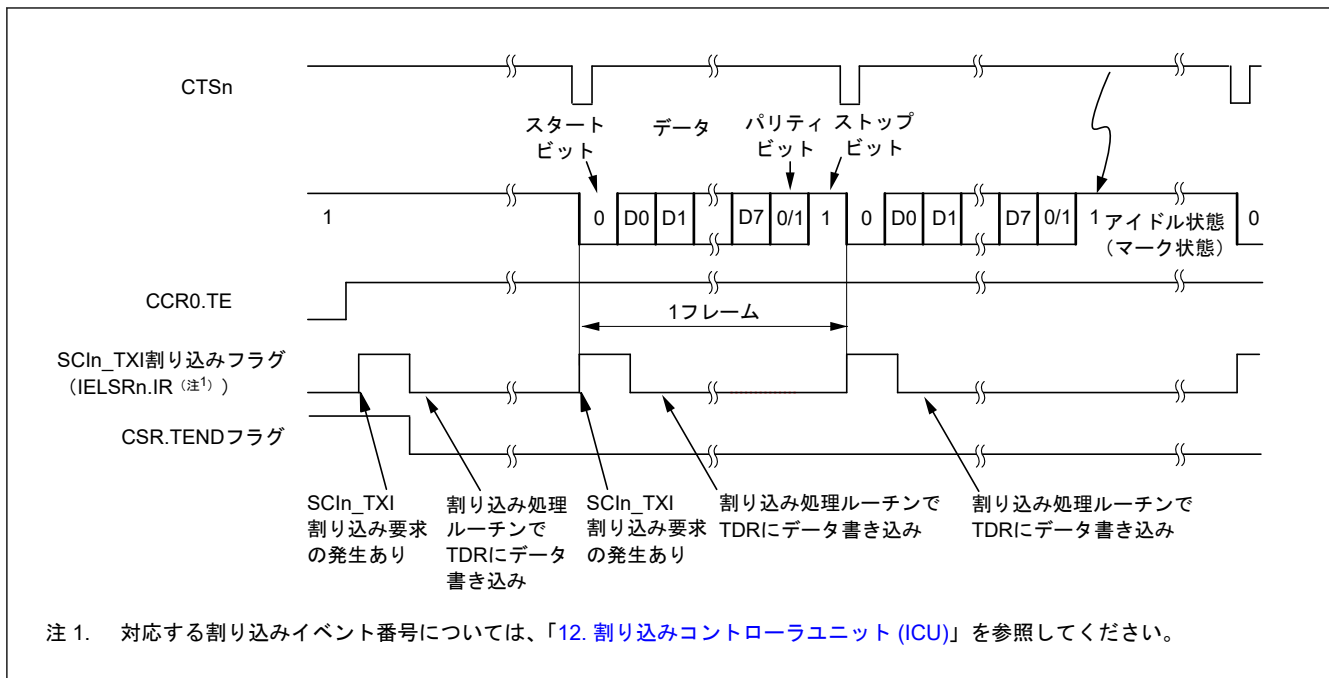 CTSn
スタート
ビット
データ
パリティ
ビット
ストップ
ビット
1
0 D0 D1 D7 0/1 1 0 D0 D1 D7 0/1 1 アイドル状態
(マーク状態)
0
CCR0.TE
1フレーム
SCIn_TXI割り込みフラグ
(IELSRn.IR (注1) )
CSR.TENDフラグ
SCIn_TXI
割り込み要求
の発生あり
割り込み処理
ルーチンで
TDRにデータ
書き込み
SCIn_TXI
割り込み要求
の発生あり
割り込み処理ルーチンで
TDRにデータ書き込み
割り込み処理ルーチンで
TDRにデータ書き込み
注 1. 対応する割り込みイベント番号については、「12. 割り込みコントローラユニット (ICU)」を参照してください。